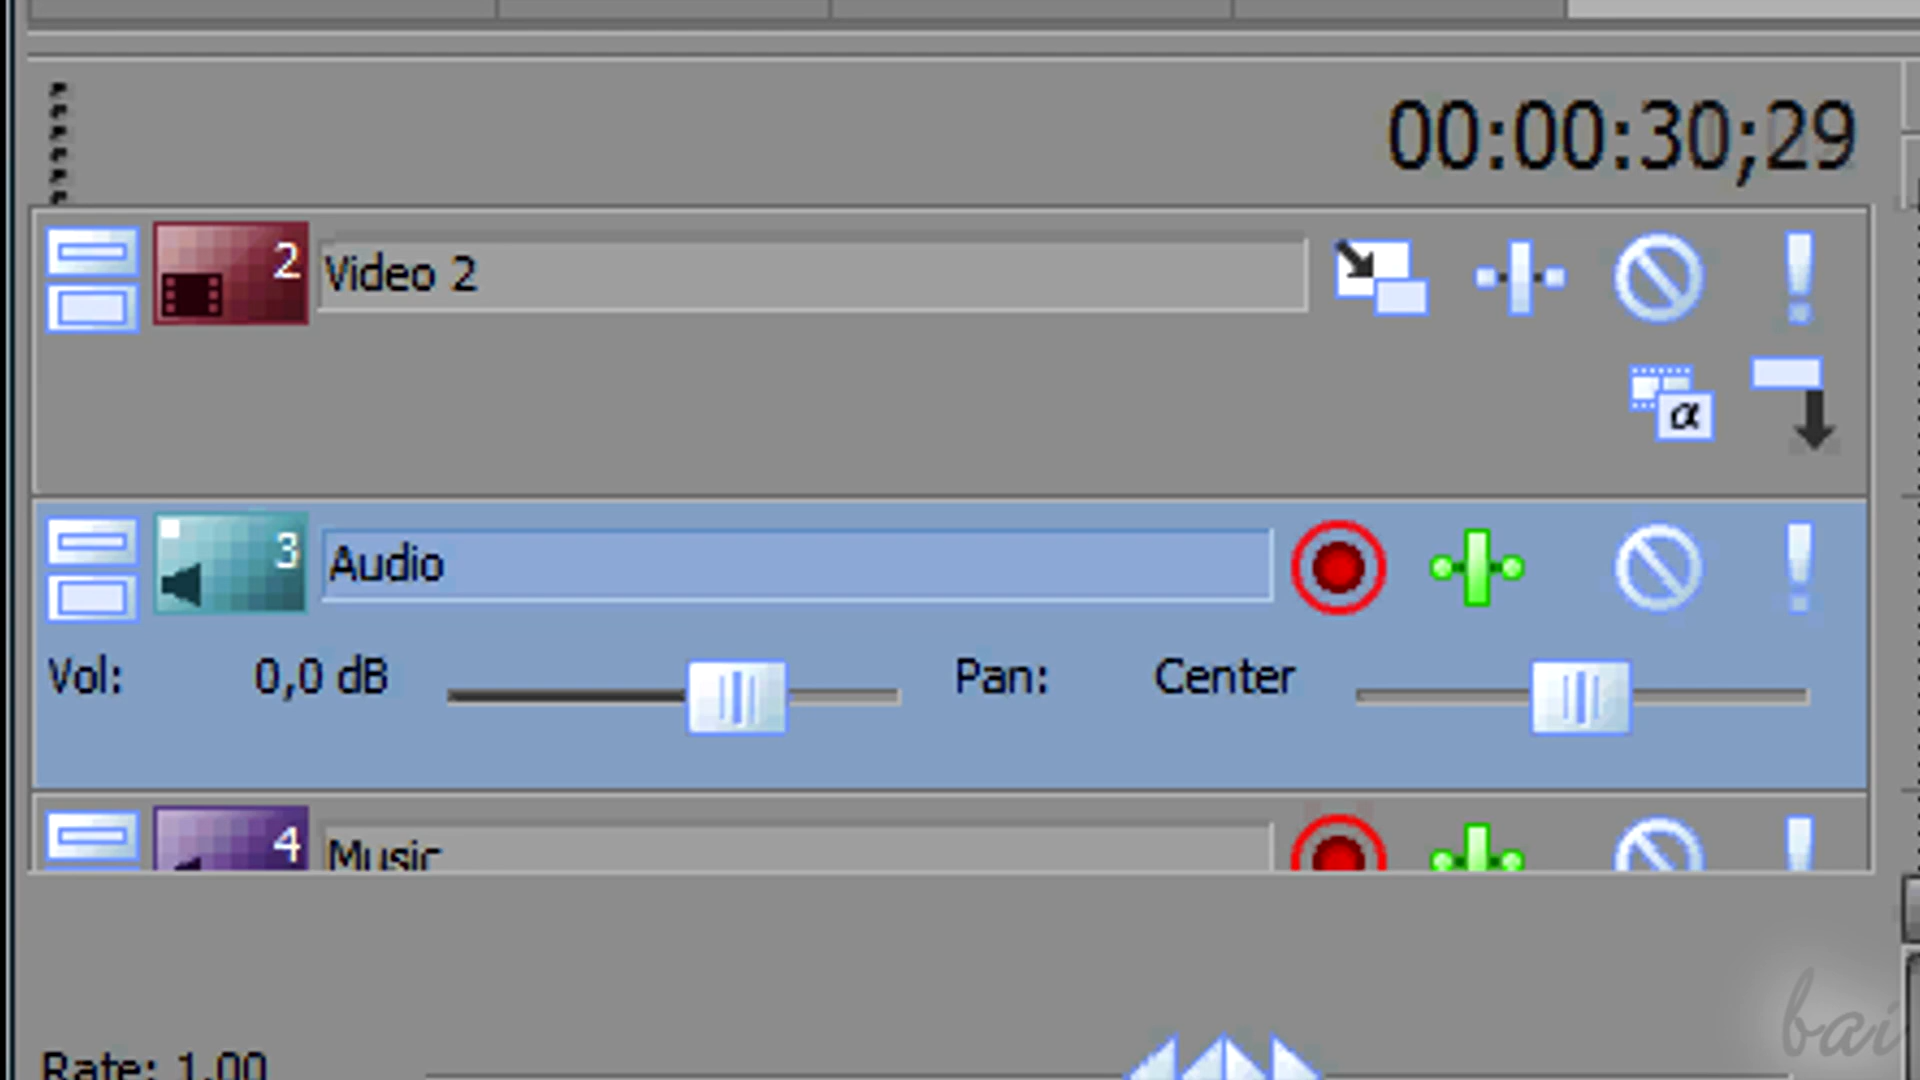 00:00:30;29
2 Video 2
α
3 Audio
Vol: 0,0 dB Pan: Center
4 Music
Rate: 1,00
bai